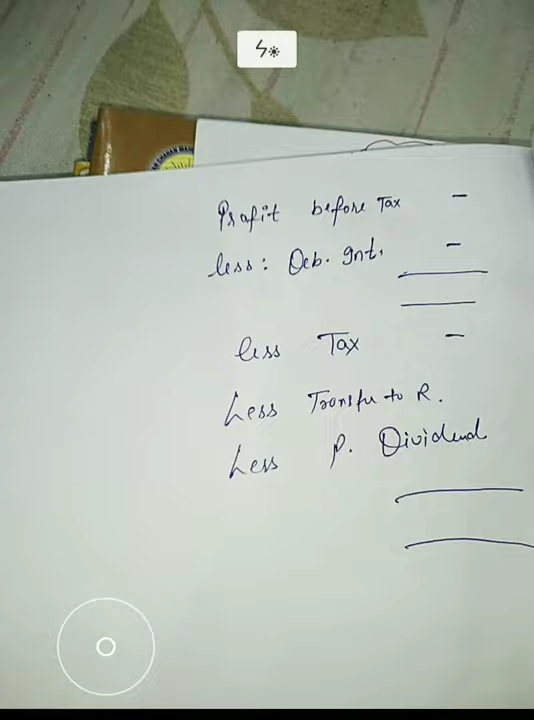 Profit before Tax -
less: Deb. Int. -
less Tax -
Less Transfer to R.
Less P. Dividend